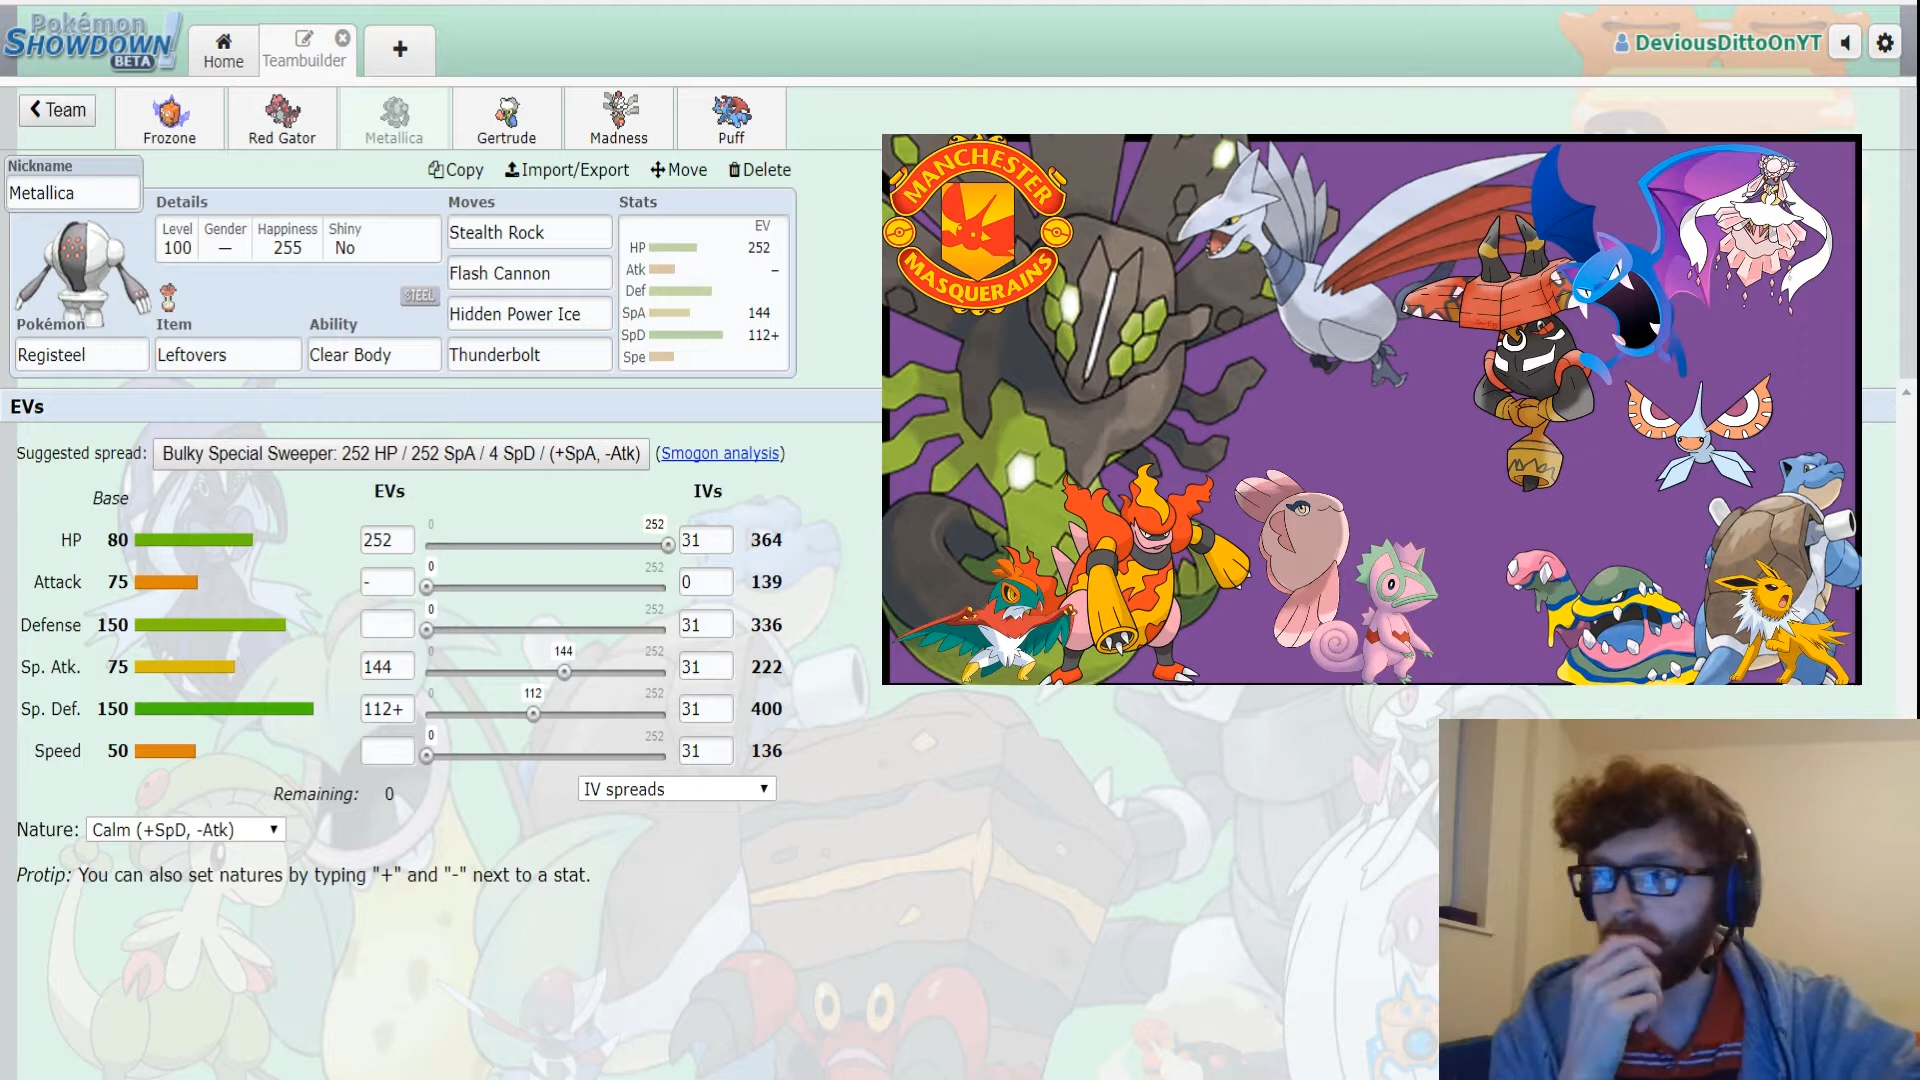 Pokémon
SHOWDOWN!
BETA
Home
Teambuilder
+
DeviousDittoOnYT
Team
Frozone
Red Gator
Metallica
Gertrude
Madness
Puff
Nickname
Metallica
Copy
Import/Export
Move
Delete
Details
Level
100
Gender
—
Happiness
255
Shiny
No
STEEL
Pokémon
Registeel
Item
Leftovers
Ability
Clear Body
Moves
Stealth Rock
Flash Cannon
Hidden Power Ice
Thunderbolt
Stats
EV
HP 252
Atk –
Def
SpA 144
SpD 112+
Spe
MANCHESTER
MASQUERAINS
EVs
Suggested spread: Bulky Special Sweeper: 252 HP / 252 SpA / 4 SpD / (+SpA, -Atk) (Smogon analysis)
Base EVs IVs
HP 80 252 0 252 31 364
Attack 75 - 0 252 0 139
Defense 150 0 252 31 336
Sp. Atk. 75 144 0 144 252 31 222
Sp. Def. 150 112+ 0 112 252 31 400
Speed 50 0 252 31 136
Remaining: 0
IV spreads
Nature: Calm (+SpD, -Atk)
Protip: You can also set natures by typing "+" and "-" next to a stat.